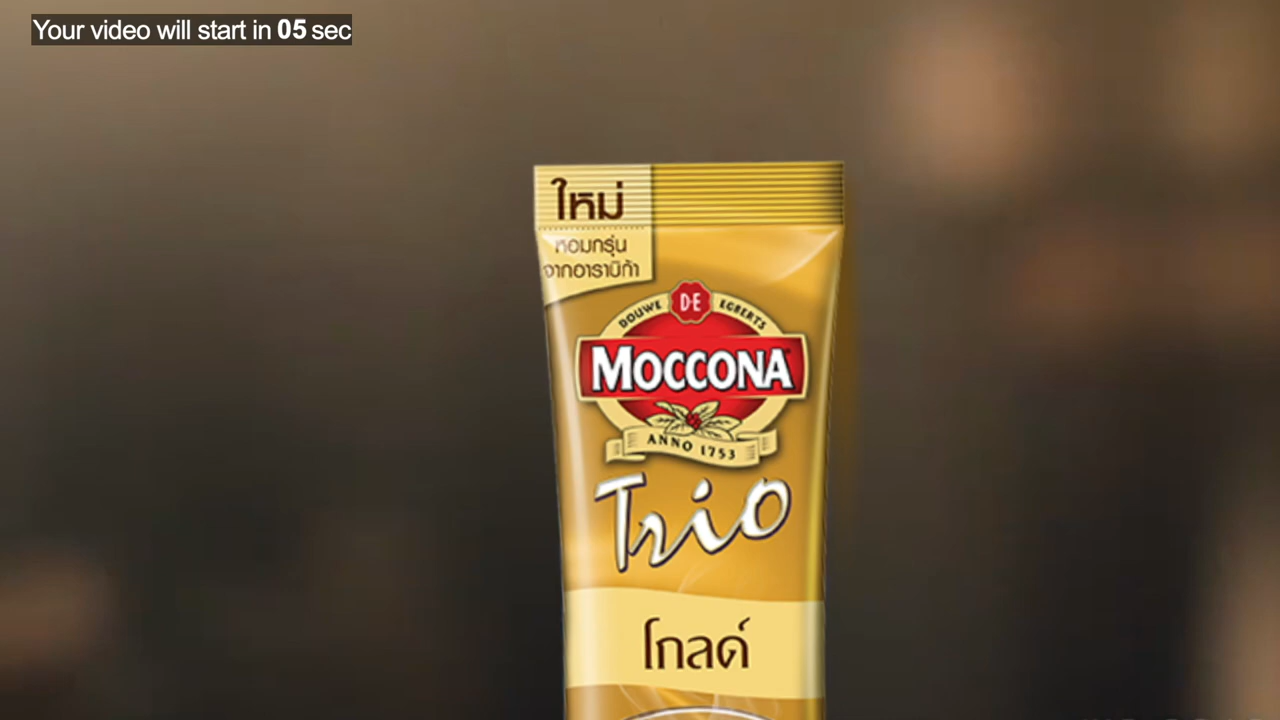 Your video will start in 05 sec
ใหม่
หอมกรุ่น
จากอาราบิก้า
DOUWE D·E EGBERTS
MOCCONA
ANNO 1753
Trio
โกลด์